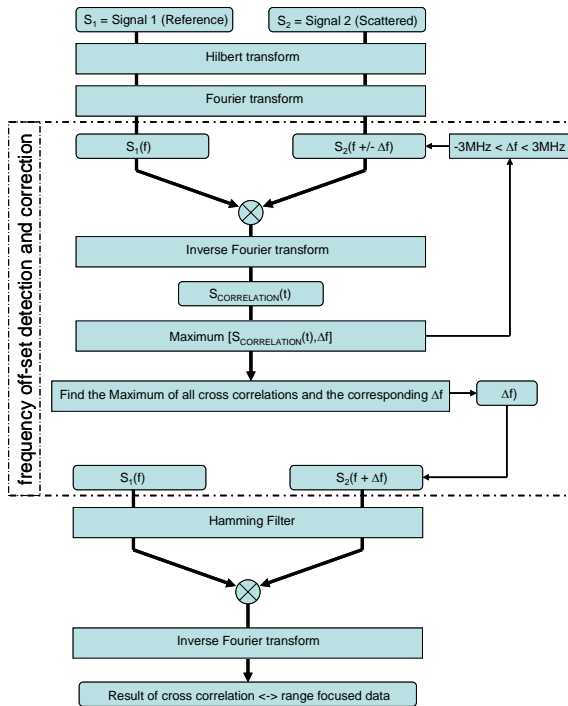 S1 = Signal 1 (Reference)
S2 = Signal 2 (Scattered)
Hilbert transform
Fourier transform
frequency off-set detection and correction
S1(f)
S2(f +/- Δf)
-3MHz < Δf < 3MHz
Inverse Fourier transform
SCORRELATION(t)
Maximum [SCORRELATION(t),Δf]
Find the Maximum of all cross correlations and the corresponding Δf
Δf)
S1(f)
S2(f + Δf)
Hamming Filter
Inverse Fourier transform
Result of cross correlation <-> range focused data